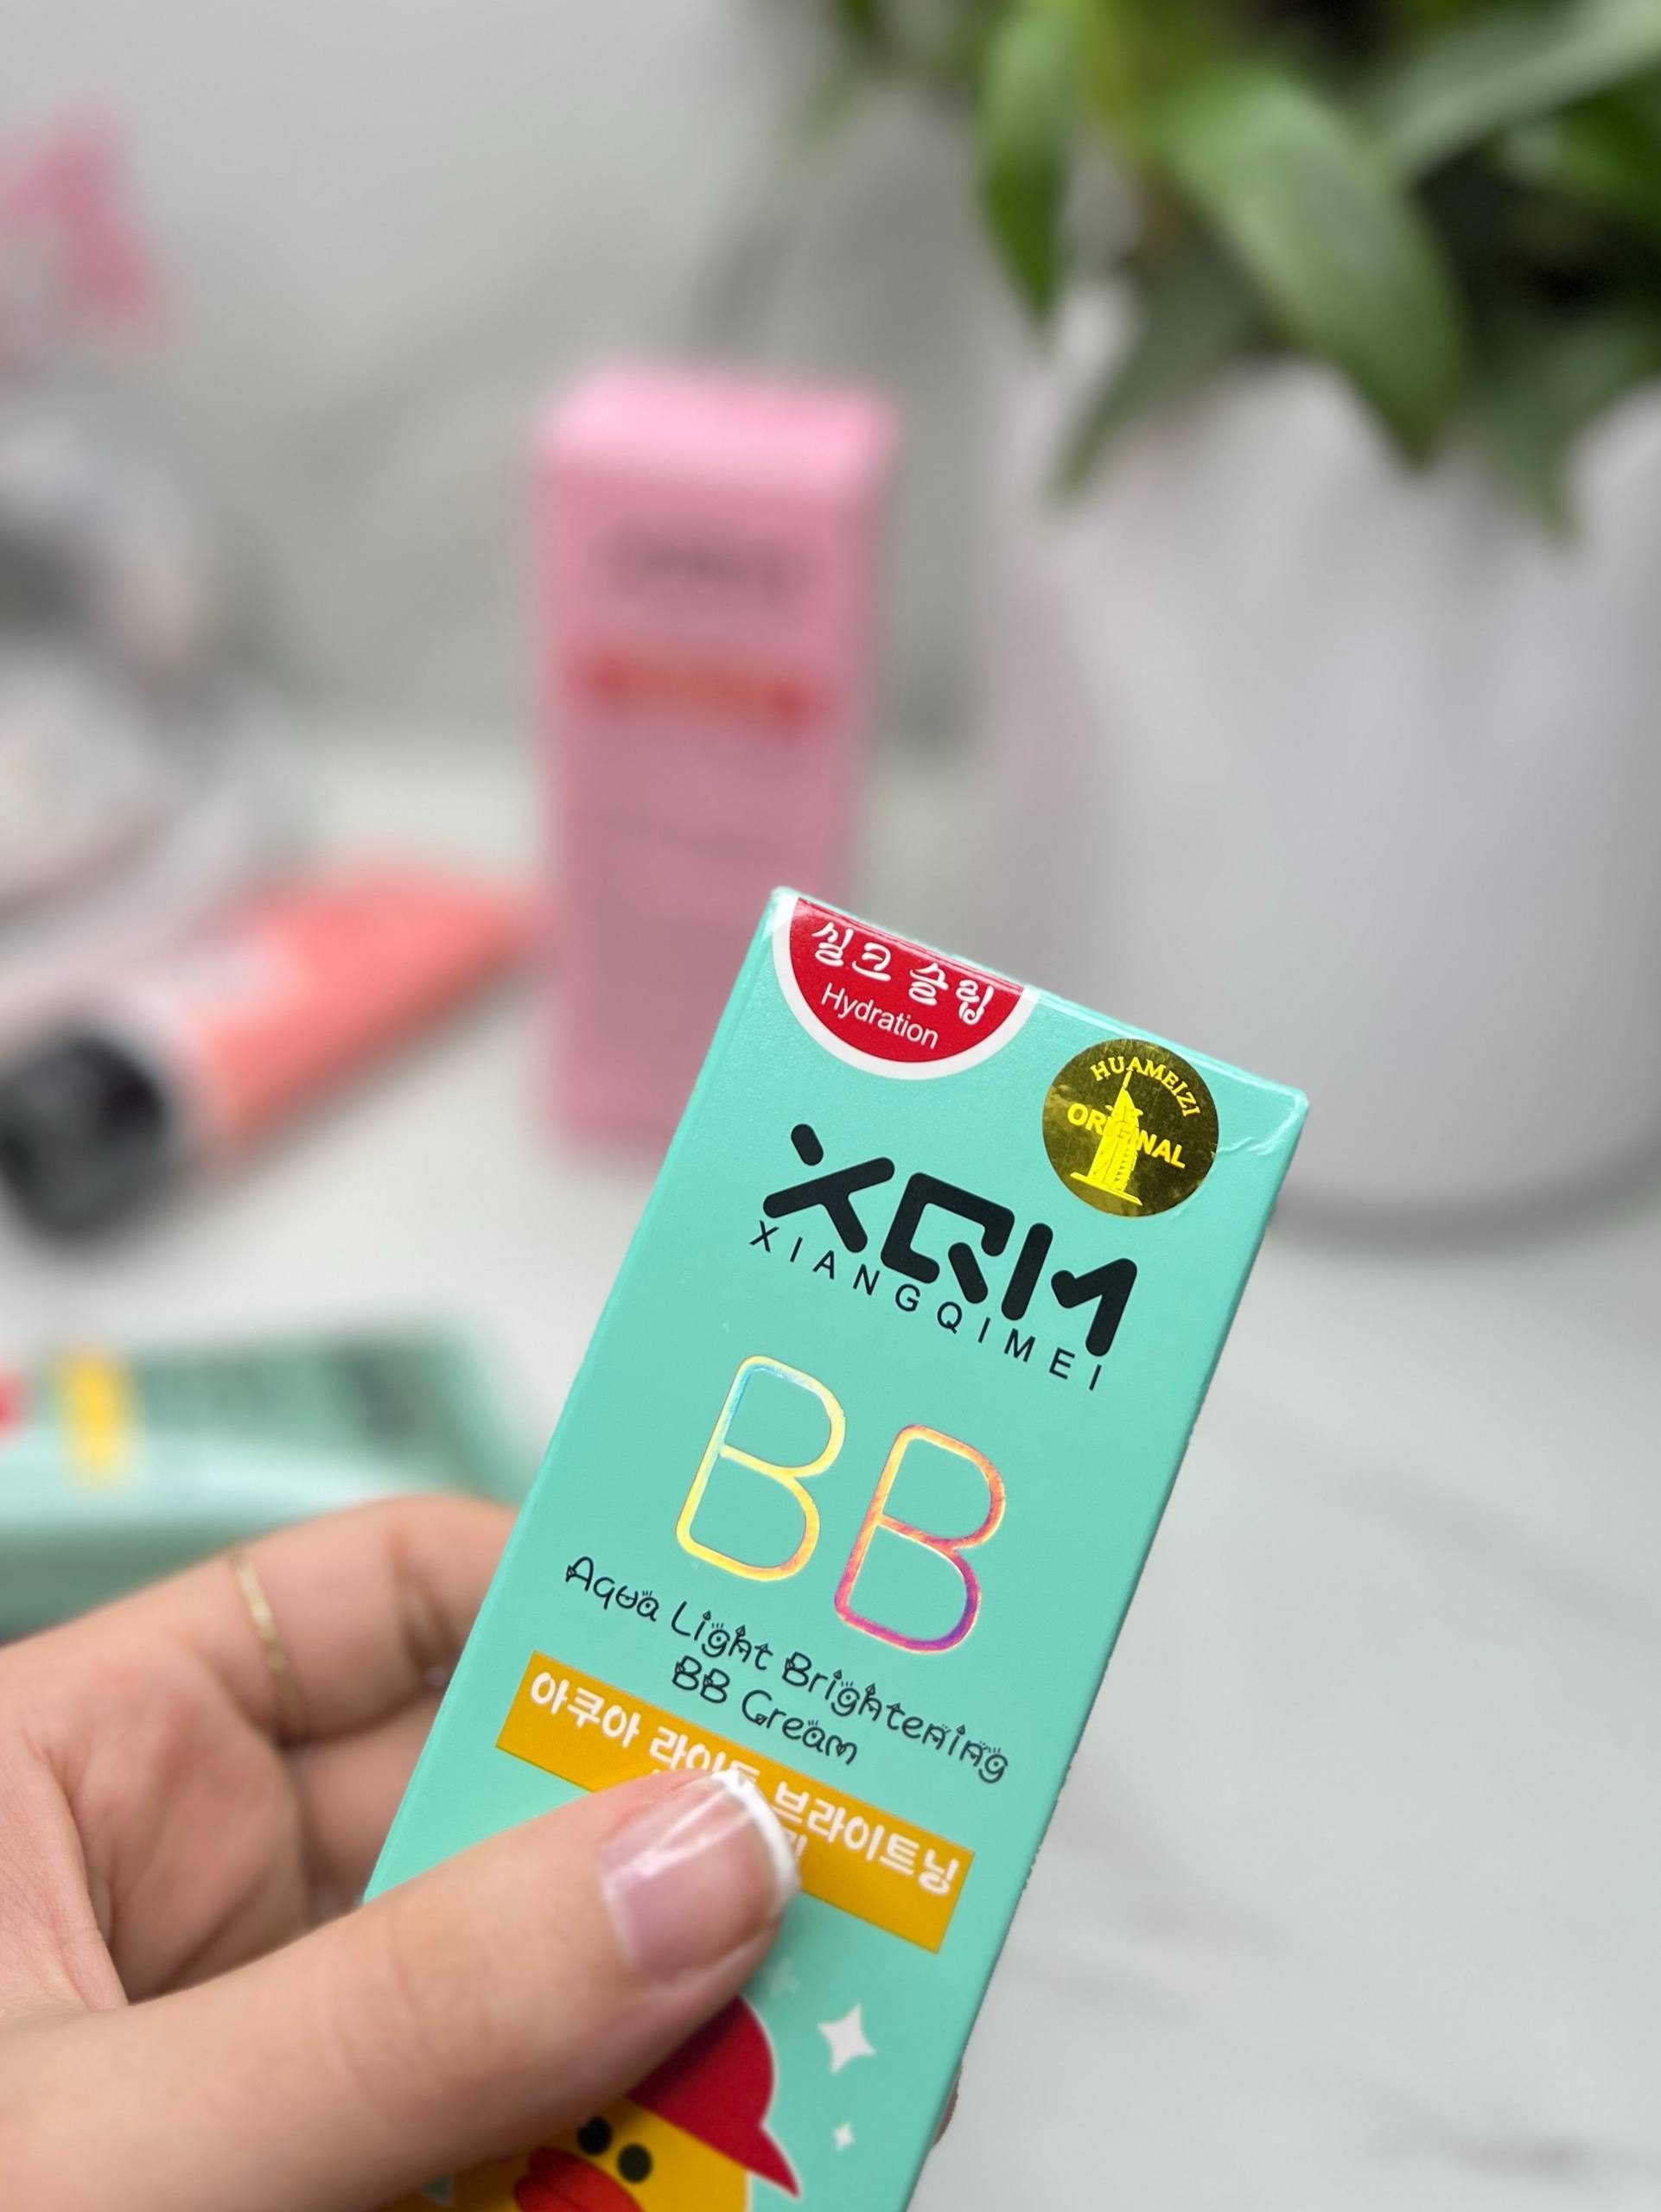 싱크 슬림
Hydration
HUAMEIZI
ORIGINAL
XQM
XIANGQIMEI
BB
Aqua Light Brightening
BB Cream
아쿠아 라이트 브라이트닝